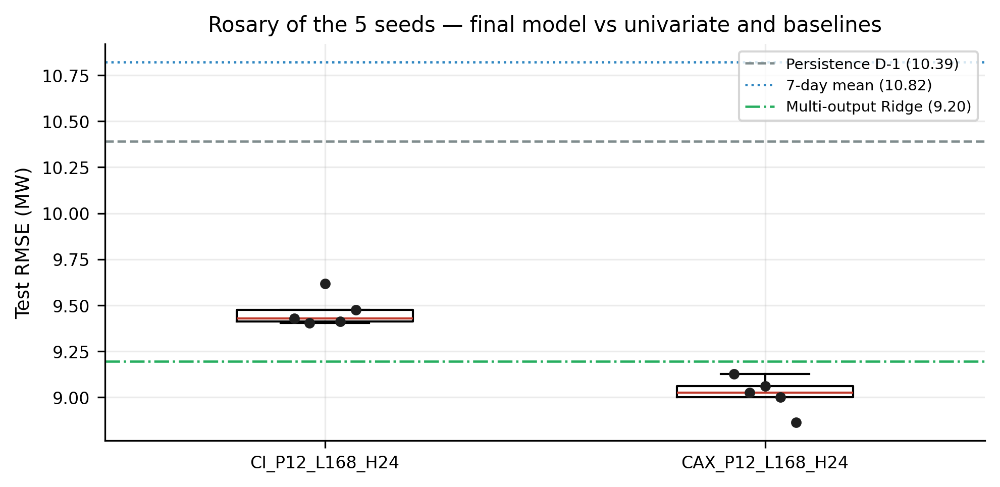 Rosary of the 5 seeds — final model vs univariate and baselines
Persistence D-1 (10.39)
7-day mean (10.82)
Multi-output Ridge (9.20)
Test RMSE (MW)
10.75
10.50
10.25
10.00
9.75
9.50
9.25
9.00
CI_P12_L168_H24
CAX_P12_L168_H24